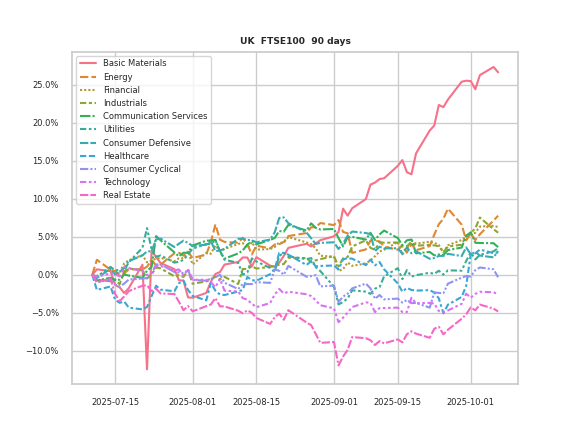 UK  FTSE100  90 days
Basic Materials
Energy
Financial
Industrials
Communication Services
Utilities
Consumer Defensive
Healthcare
Consumer Cyclical
Technology
Real Estate
25.0%
20.0%
15.0%
10.0%
5.0%
0.0%
−5.0%
−10.0%
2025-07-15 2025-08-01 2025-08-15 2025-09-01 2025-09-15 2025-10-01